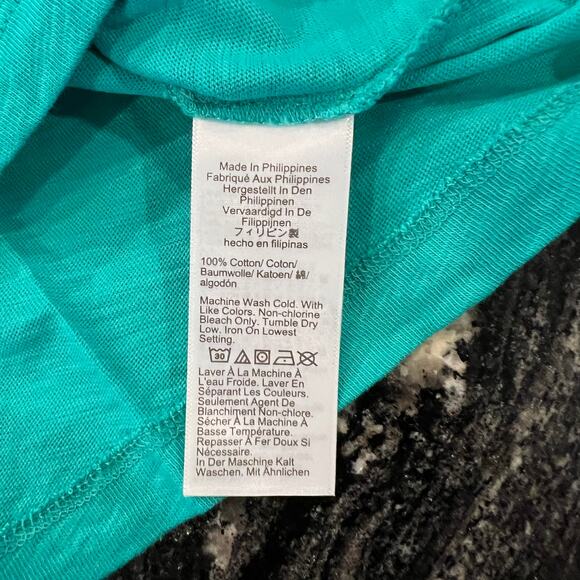 Made In Philippines
Fabriqué Aux Philippines
Hergestellt In Den
Philippinen
Vervaardigd In De
Filippijnen
フィリピン製
hecho en filipinas
100% Cotton/ Coton/
Baumwolle/ Katoen/ 綿/
algodón
Machine Wash Cold. With
Like Colors. Non-chlorine
Bleach Only. Tumble Dry
Low. Iron On Lowest
Setting.
30
Laver À La Machine À
L'eau Froide. Laver En
Séparant Les Couleurs.
Seulement Agent De
Blanchiment Non-chlore.
Sécher À La Machine À
Basse Température.
Repasser À Fer Doux Si
Nécessaire.
In Der Maschine Kalt
Waschen. Mit Ähnlichen